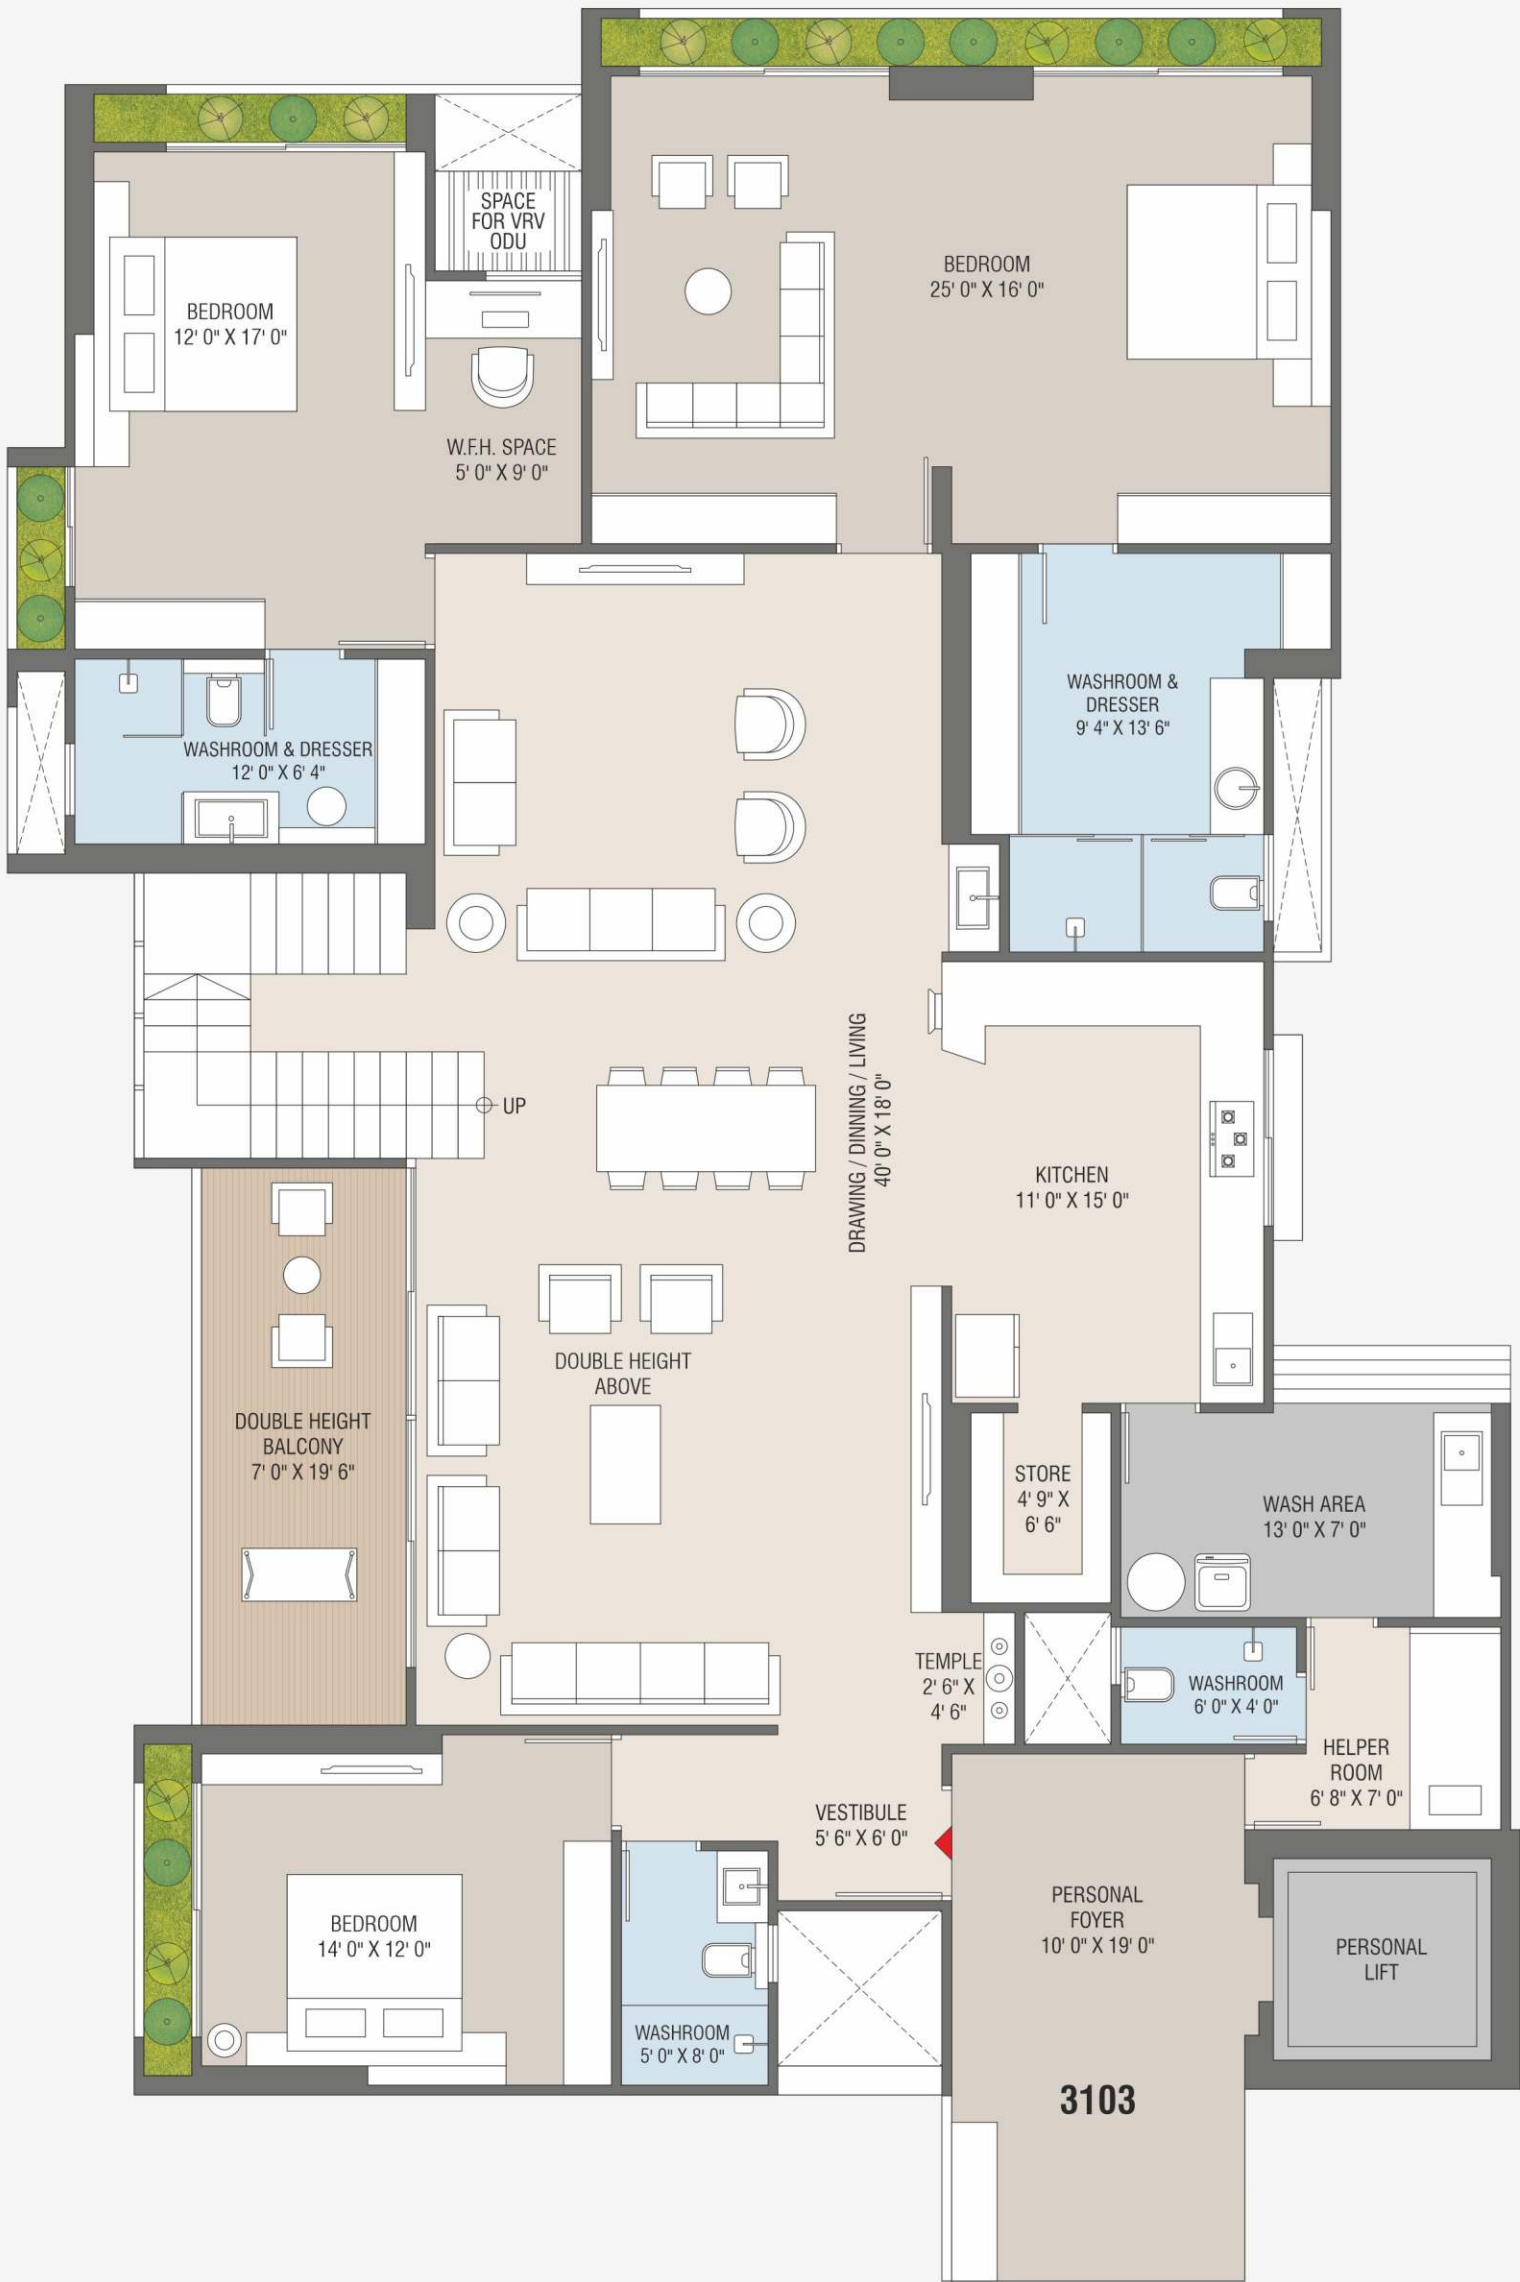 SPACE
FOR VRV
ODU
BEDROOM
25' 0" X 16' 0"
BEDROOM
12' 0" X 17' 0"
W.F.H. SPACE
5' 0" X 9' 0"
WASHROOM &
DRESSER
9' 4" X 13' 6"
WASHROOM & DRESSER
12' 0" X 6' 4"
UP
DRAWING / DINNING / LIVING
40' 0" X 18' 0"
KITCHEN
11' 0" X 15' 0"
DOUBLE HEIGHT
ABOVE
DOUBLE HEIGHT
BALCONY
7' 0" X 19' 6"
STORE
4' 9" X
6' 6"
WASH AREA
13' 0" X 7' 0"
TEMPLE
2' 6" X
4' 6"
WASHROOM
6' 0" X 4' 0"
HELPER
ROOM
6' 8" X 7' 0"
VESTIBULE
5' 6" X 6' 0"
BEDROOM
14' 0" X 12' 0"
PERSONAL
FOYER
10' 0" X 19' 0"
PERSONAL
LIFT
WASHROOM
5' 0" X 8' 0"
3103